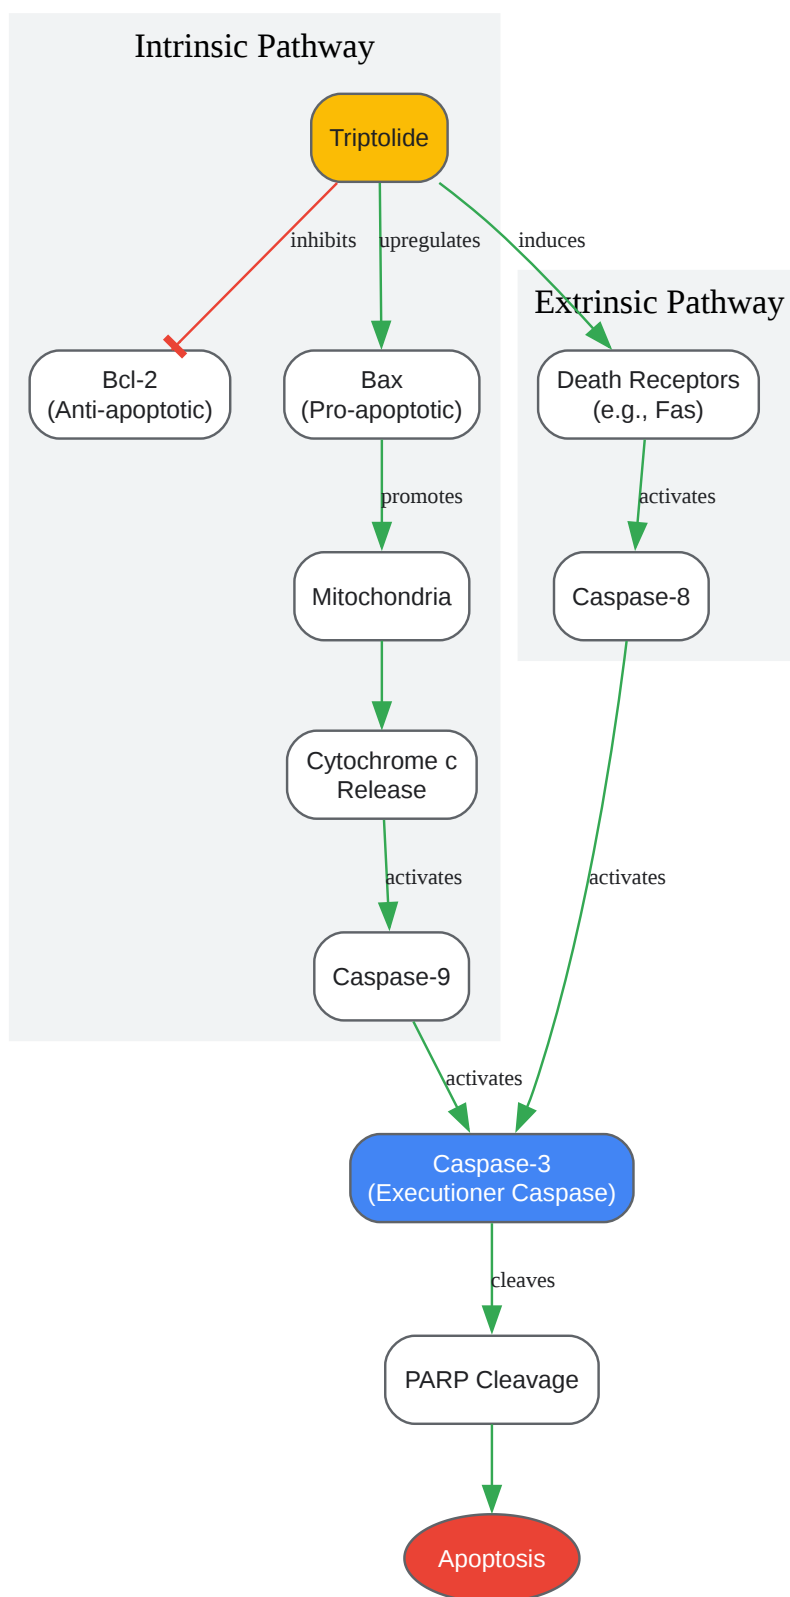 Intrinsic Pathway
Triptolide
inhibits
upregulates
induces
Extrinsic Pathway
Bcl-2
(Anti-apoptotic)
Bax
(Pro-apoptotic)
Death Receptors
(e.g., Fas)
promotes
activates
Mitochondria
Caspase-8
Cytochrome c
Release
activates
activates
Caspase-9
activates
Caspase-3
(Executioner Caspase)
cleaves
PARP Cleavage
Apoptosis